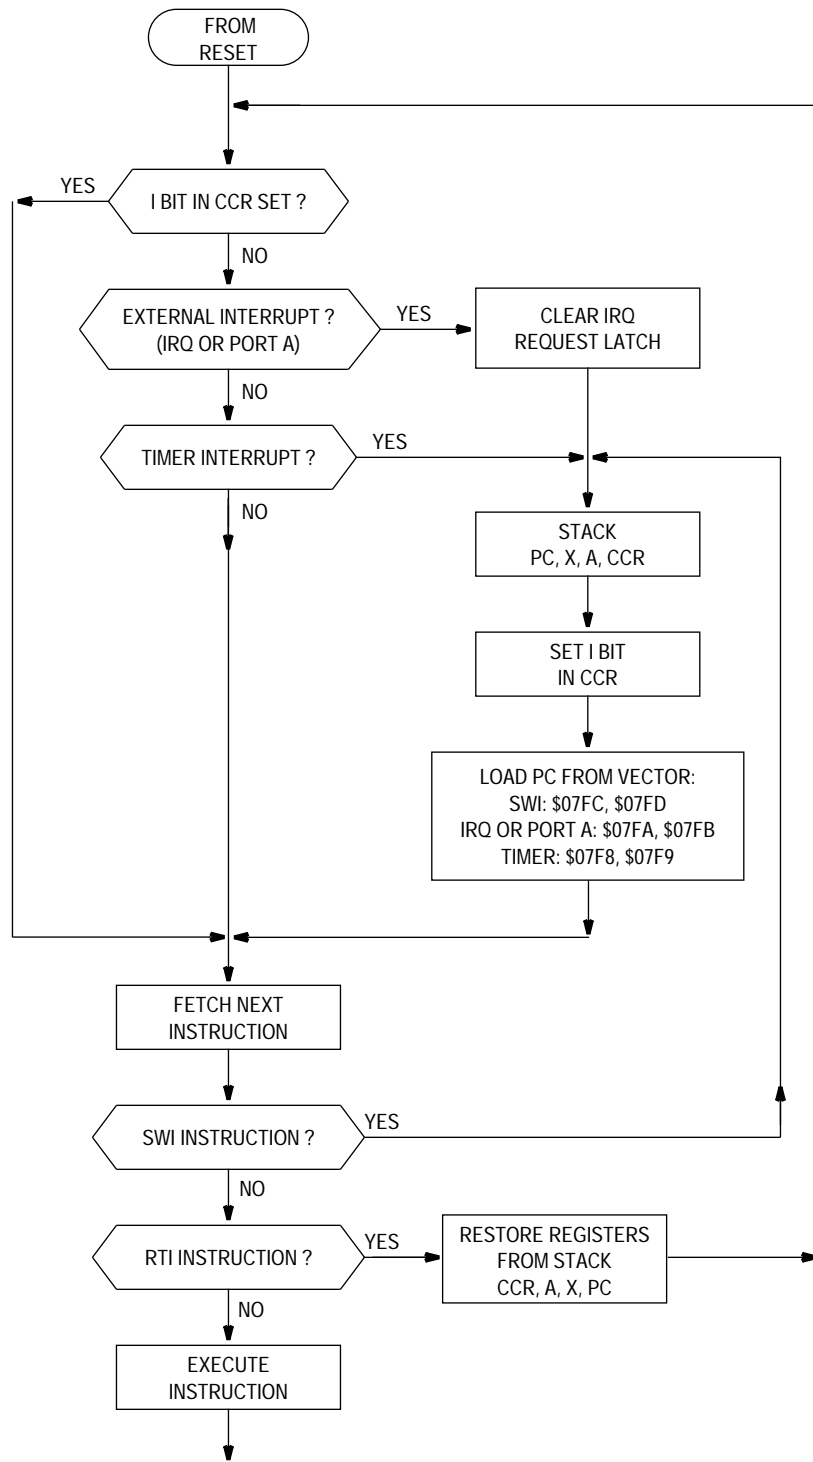 FROM
RESET
YES
I BIT IN CCR SET ?
NO
EXTERNAL INTERRUPT ?
(IRQ OR PORT A)
YES
CLEAR IRQ
REQUEST LATCH
NO
TIMER INTERRUPT ?
YES
NO
STACK
PC, X, A, CCR
SET I BIT
IN CCR
LOAD PC FROM VECTOR:
SWI: $07FC, $07FD
IRQ OR PORT A: $07FA, $07FB
TIMER: $07F8, $07F9
FETCH NEXT
INSTRUCTION
SWI INSTRUCTION ?
YES
NO
RTI INSTRUCTION ?
YES
RESTORE REGISTERS
FROM STACK
CCR, A, X, PC
NO
EXECUTE
INSTRUCTION